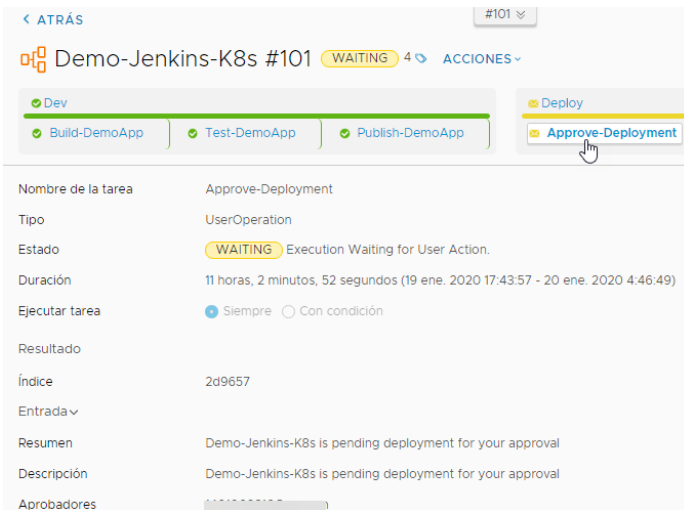 #101
ATRÁS
Demo-Jenkins-K8s #101 WAITING 4 ACCIONES
Dev
Build-DemoApp Test-DemoApp Publish-DemoApp
Deploy
Approve-Deployment
Nombre de la tarea Approve-Deployment
Tipo UserOperation
Estado WAITING Execution Waiting for User Action.
Duración 11 horas, 2 minutos, 52 segundos (19 ene. 2020 17:43:57 - 20 ene. 2020 4:46:49)
Ejecutar tarea Siempre Con condición
Resultado
Índice 2d9657
Entrada
Resumen Demo-Jenkins-K8s is pending deployment for your approval
Descripción Demo-Jenkins-K8s is pending deployment for your approval
Aprobadores